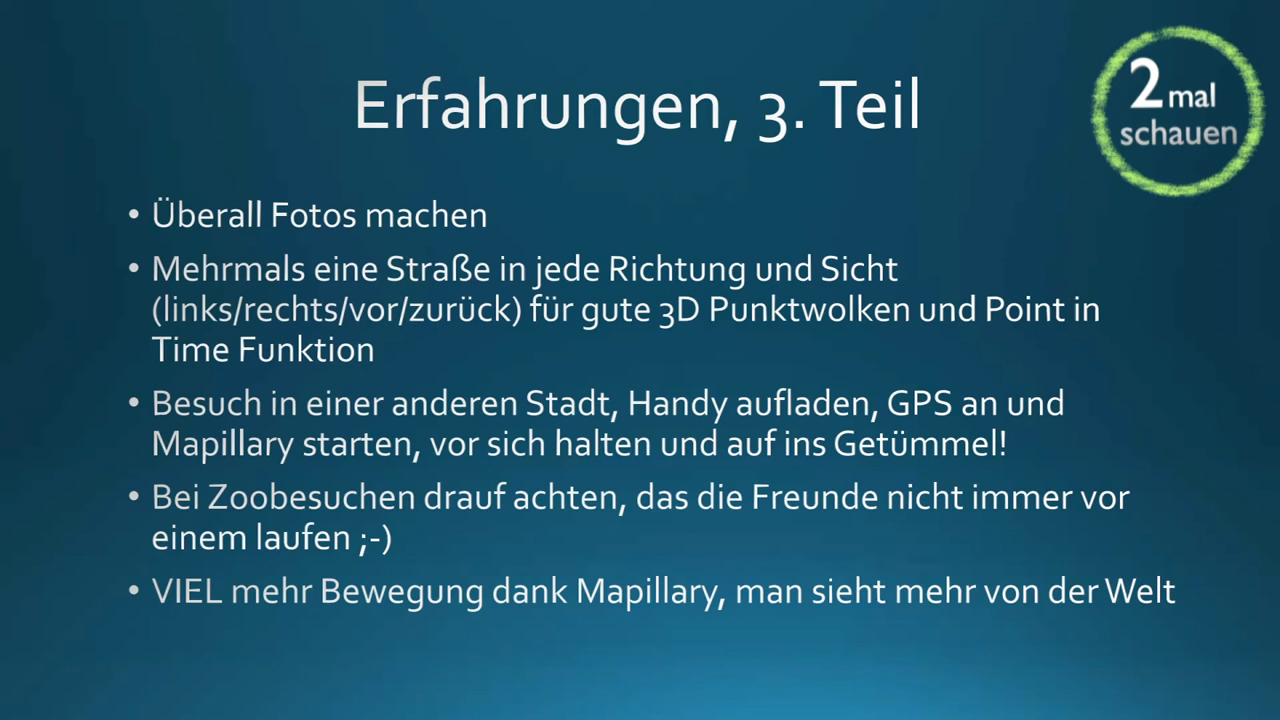 2 mal
schauen
Erfahrungen, 3. Teil
• Überall Fotos machen
• Mehrmals eine Straße in jede Richtung und Sicht
(links/rechts/vor/zurück) für gute 3D Punktwolken und Point in
Time Funktion
• Besuch in einer anderen Stadt, Handy aufladen, GPS an und
Mapillary starten, vor sich halten und auf ins Getümmel!
• Bei Zoobesuchen drauf achten, das die Freunde nicht immer vor
einem laufen ;-)
• VIEL mehr Bewegung dank Mapillary, man sieht mehr von der Welt